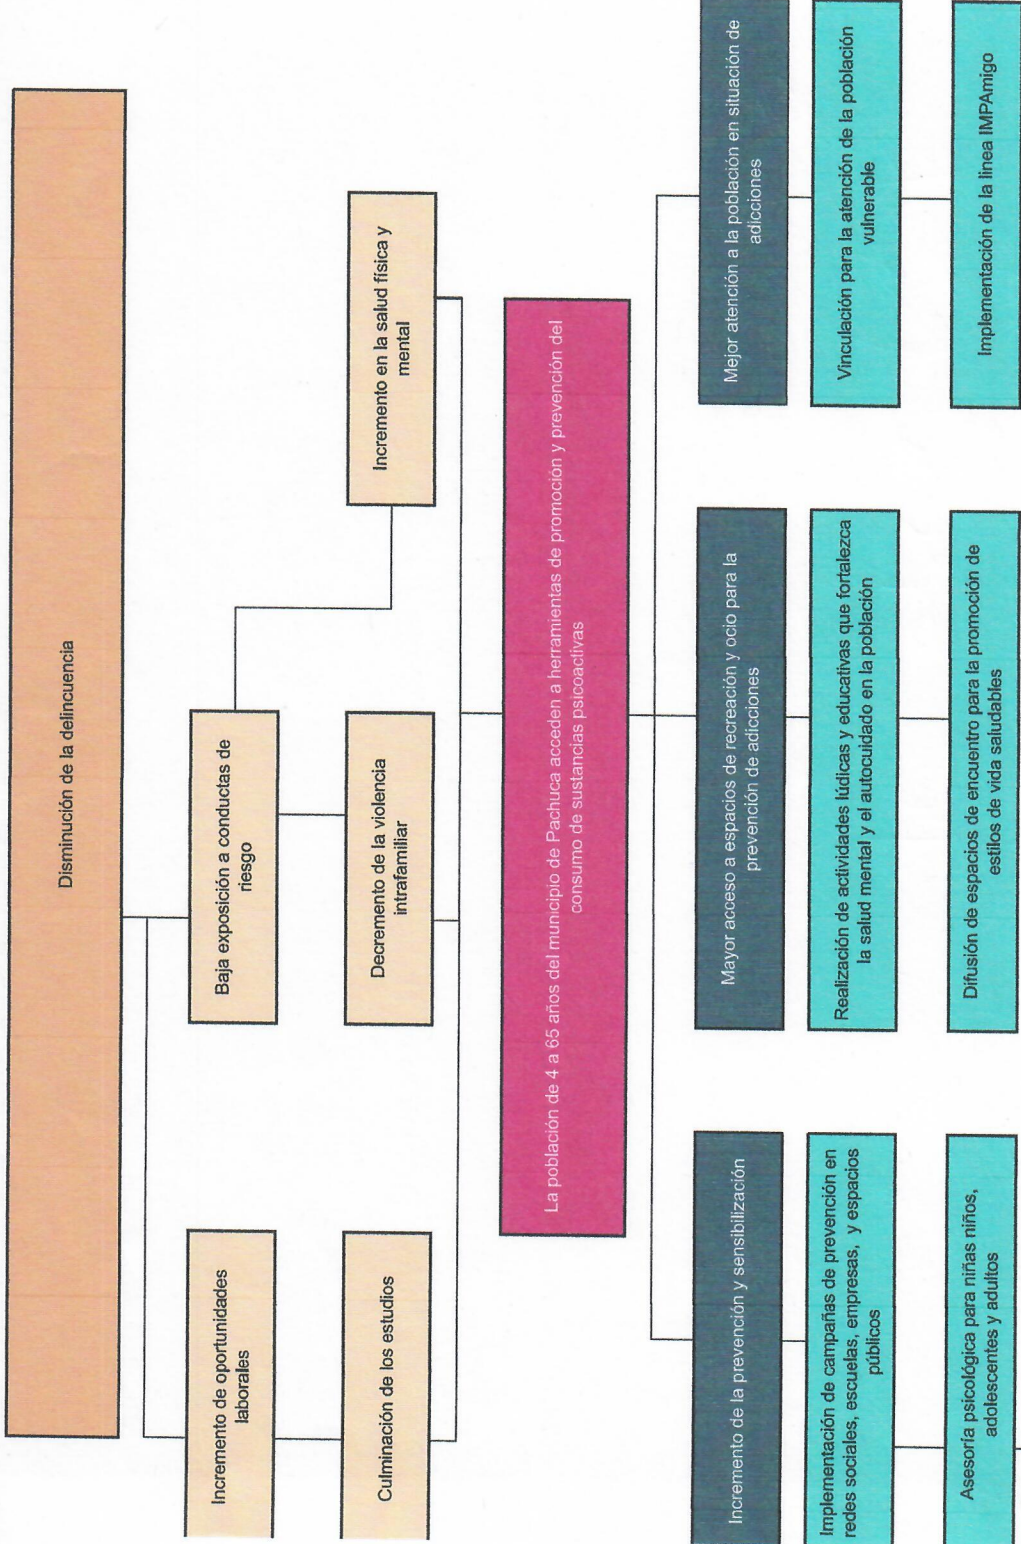 Disminución de la delincuencia
Incremento de oportunidades
laborales
Baja exposición a conductas de
riesgo
Culminación de los estudios
Decremento de la violencia
intrafamiliar
Incremento en la salud física y
mental
La población de 4 a 65 años del municipio de Pachuca acceden a herramientas de promoción y prevención del
consumo de sustancias psicoactivas
Incremento de la prevención y sensibilización
Mayor acceso a espacios de recreación y ocio para la
prevención de adicciones
Mejor atención a la población en situación de
adicciones
Implementación de campañas de prevención en
redes sociales, escuelas, empresas, y espacios
públicos
Realización de actividades lúdicas y educativas que fortalezca
la salud mental y el autocuidado en la población
Vinculación para la atención de la población
vulnerable
Asesoría psicológica para niñas niños,
adolescentes y adultos
Difusión de espacios de encuentro para la promoción de
estilos de vida saludables
Implementación de la linea IMPAmigo